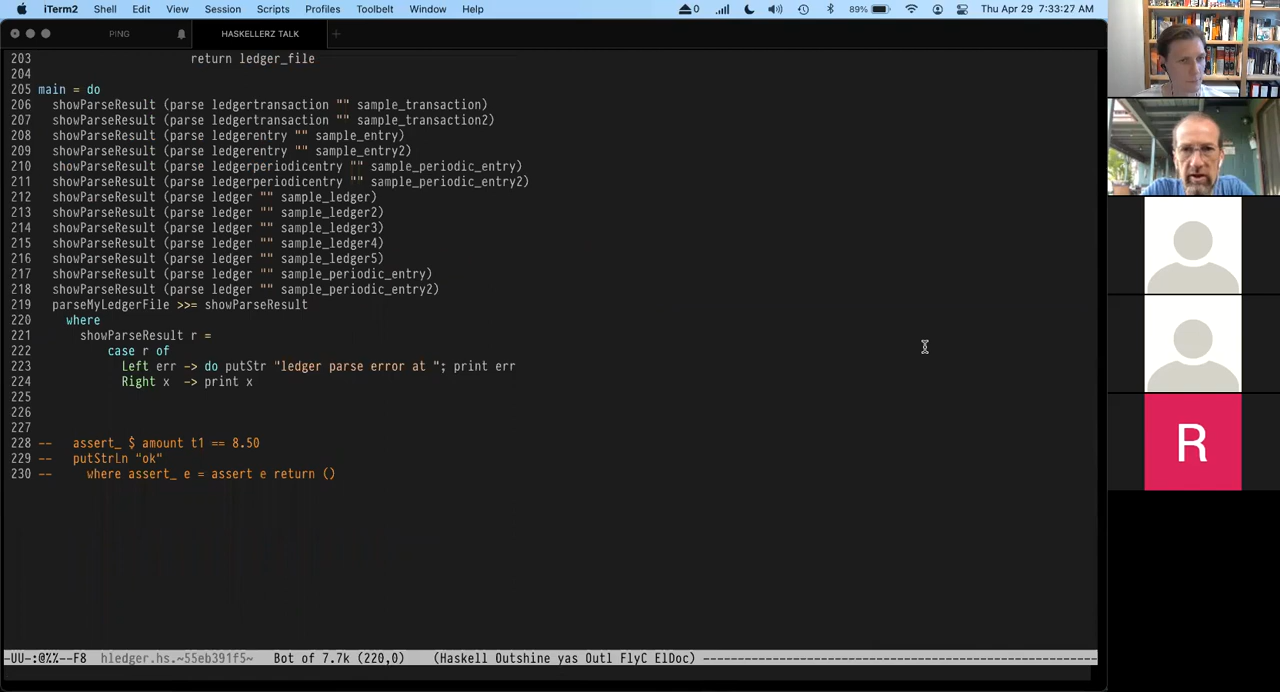 iTerm2 Shell Edit View Session Scripts Profiles Toolbelt Window Help 0 89% Thu Apr 29 7:33:27 AM
PING HASKELLERZ TALK +
203 return ledger_file
204
205 main = do
206 showParseResult (parse ledgertransaction "" sample_transaction)
207 showParseResult (parse ledgertransaction "" sample_transaction2)
208 showParseResult (parse ledgerentry "" sample_entry)
209 showParseResult (parse ledgerentry "" sample_entry2)
210 showParseResult (parse ledgerperiodicentry "" sample_periodic_entry)
211 showParseResult (parse ledgerperiodicentry "" sample_periodic_entry2)
212 showParseResult (parse ledger "" sample_ledger)
213 showParseResult (parse ledger "" sample_ledger2)
214 showParseResult (parse ledger "" sample_ledger3)
215 showParseResult (parse ledger "" sample_ledger4)
216 showParseResult (parse ledger "" sample_ledger5)
217 showParseResult (parse ledger "" sample_periodic_entry)
218 showParseResult (parse ledger "" sample_periodic_entry2)
219 parseMyLedgerFile >>= showParseResult
220 where
221 showParseResult r =
222 case r of
223 Left err -> do putStr "ledger parse error at "; print err
224 Right x -> print x
225
226
227
228 -- assert_ $ amount t1 == 8.50
229 -- putStrLn "ok"
230 -- where assert_ e = assert e return ()
R
-UU-:@%%--F8 hledger.hs.~55eb391f5~ Bot of 7.7k (220,0) (Haskell Outshine yas Outl FlyC ElDoc) --------------------------------------------------------